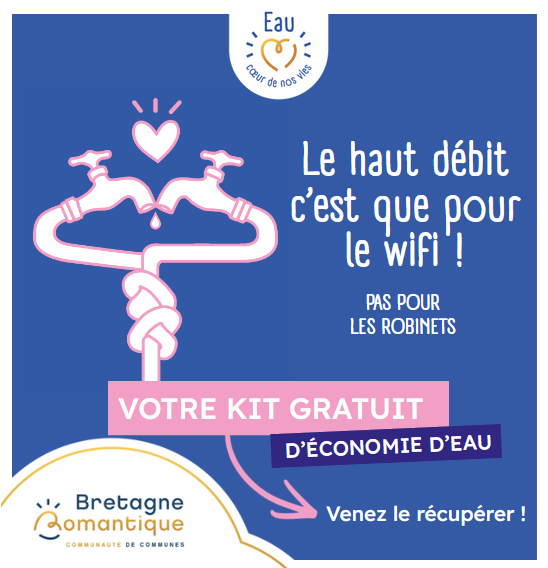 Eau
cœur de nos vies
Le haut débit
c'est que pour
le wifi !
PAS POUR
LES ROBINETS
VOTRE KIT GRATUIT
D'ÉCONOMIE D'EAU
Venez le récupérer !
Bretagne
Romantique
COMMUNAUTÉ DE COMMUNES